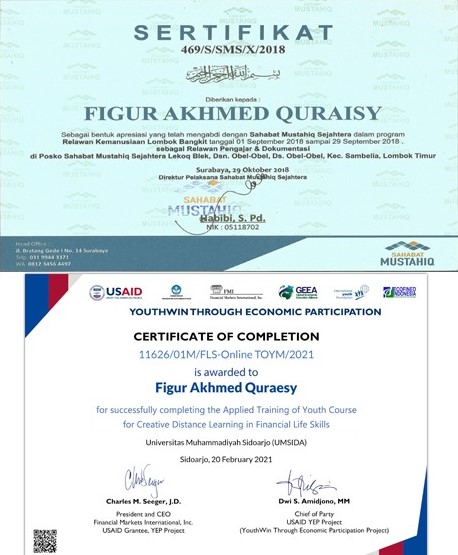 SERTIFIKAT
469/S/SMS/X/2018
Diberikan kepada :
FIGUR AKHMED QURAISY
Sebagai bentuk apresiasi yang telah mengabdi dengan Sahabat Mustahiq Sejahtera dalam program
Relawan Kemanusiaan Lombok Bangkit tanggal 01 September 2018 sampai 29 September 2018 .
sebagai Relawan Pengajar & Dokumentasi
di Posko Sahabat Mustahiq Sejahtera Lekoq Blek, Dsn. Obel-Obel, Ds. Obel-Obel, Kec. Sambelia, Lombok Timur
Surabaya, 29 Oktober 2018
Direktur Pelaksana Sahabat Mustahiq Sejahtera
SAHABAT
MUSTAHIQ
Habibi, S. Pd.
NIK : 05118702
Head Office
Jl. Bratang Gede I No. 14 Surabaya
Telp. 031 9944 3371
WA 0817 5456 4497
SAHABAT
MUSTAHIQ
USAID
FMI
Financial Markets International, Inc.
GEEA
ECOFINED
INDONESIA
YOUTHWIN THROUGH ECONOMIC PARTICIPATION
CERTIFICATE OF COMPLETION
11626/01M/FLS-Online TOYM/2021
is awarded to
Figur Akhmed Quraesy
for successfully completing the Applied Training of Youth Course
for Creative Distance Learning in Financial Life Skills
Universitas Muhammadiyah Sidoarjo (UMSIDA)
Sidoarjo, 20 February 2021
Charles M. Seeger, J.D.
President and CEO
Financial Markets International, Inc.
USAID Grantee, YEP Project
Dwi S. Amidjono, MM
Chief of Party
USAID YEP Project
(YouthWin Through Economic Participation Project)